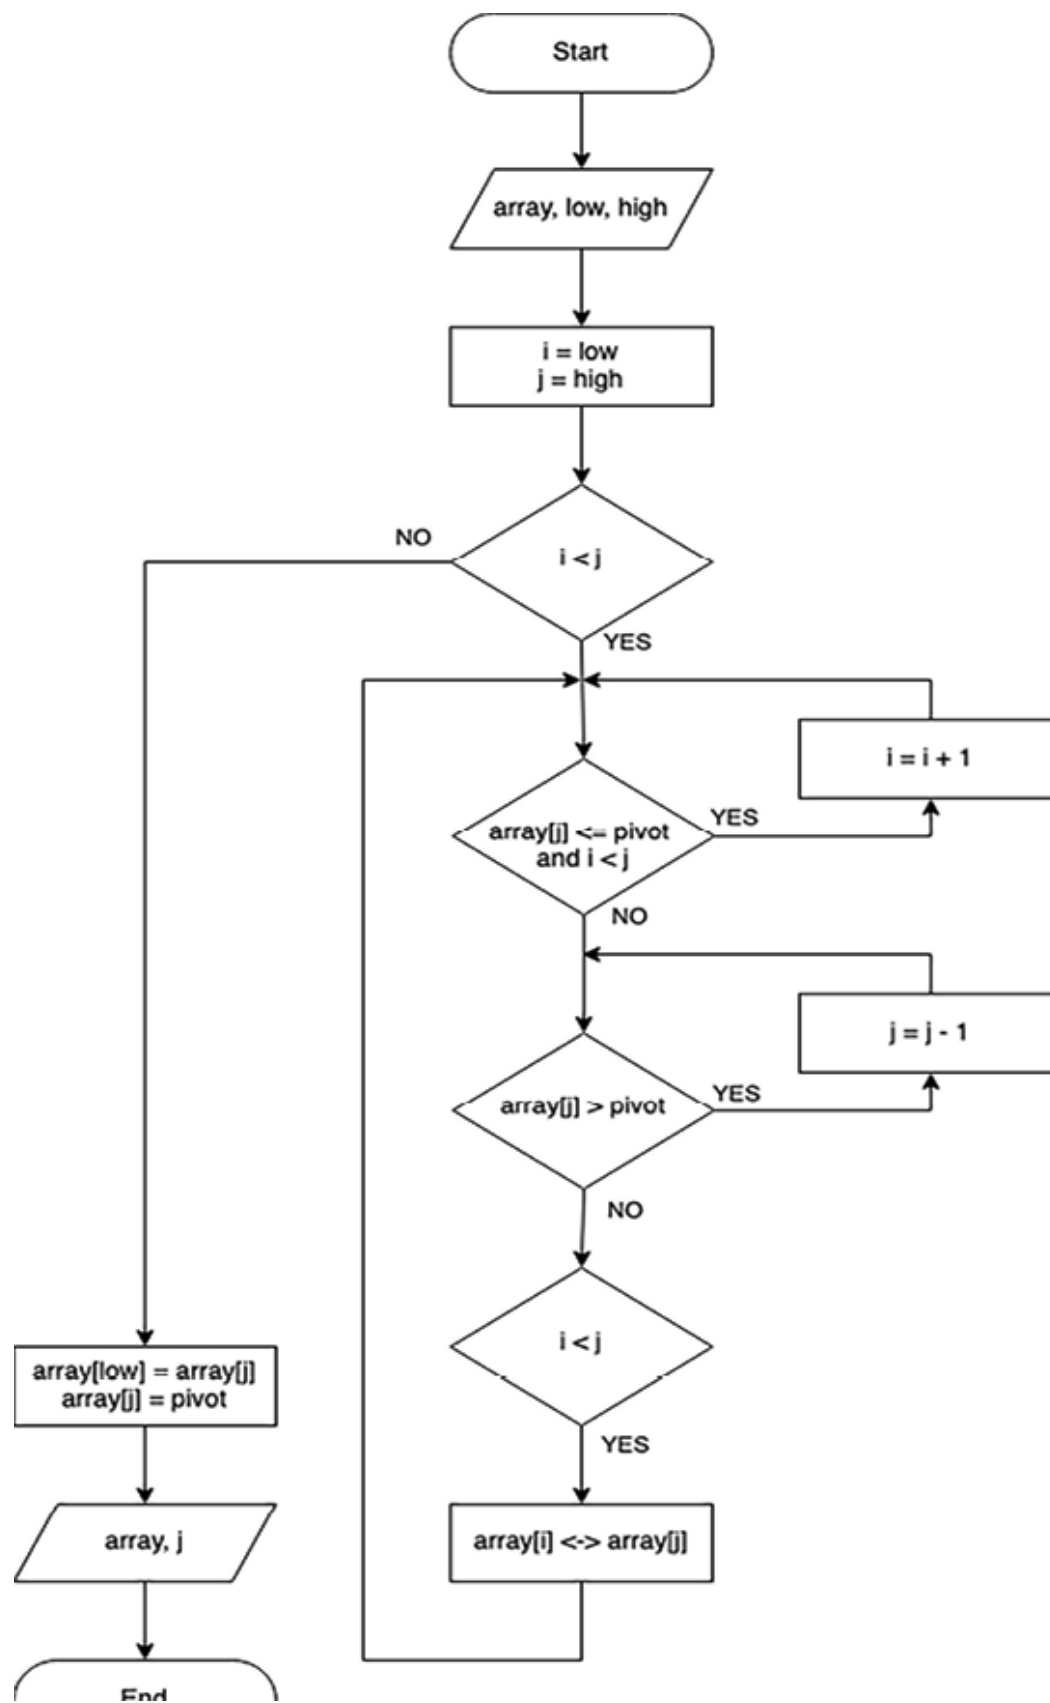 Start
array, low, high
i = low
j = high
NO
i < j
YES
i = i + 1
array[j] <= pivot
and i < j
YES
NO
j = j - 1
array[j] > pivot
YES
NO
i < j
YES
array[low] = array[j]
array[j] = pivot
array[i] <-> array[j]
array, j
End